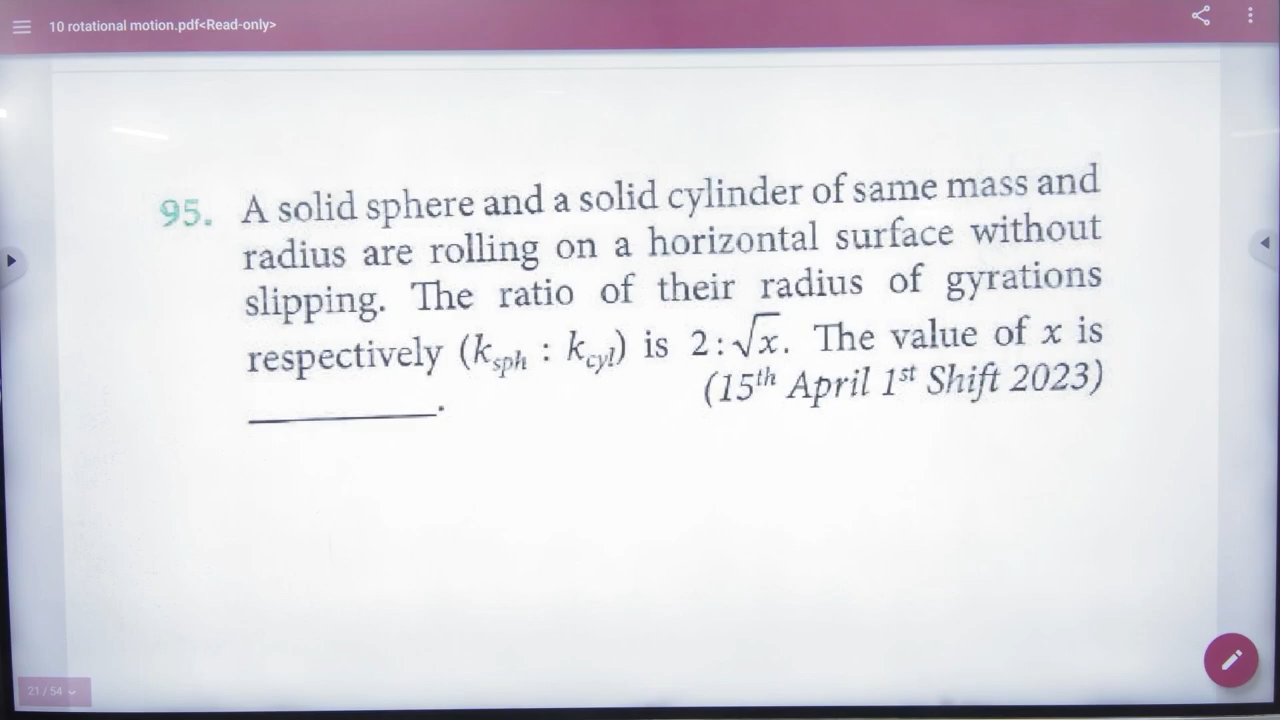 10 rotational motion.pdf<Read-only>
95. A solid sphere and a solid cylinder of same mass and
radius are rolling on a horizontal surface without
slipping. The ratio of their radius of gyrations
respectively (k_sph : k_cyl) is 2:√x. The value of x is
_________. (15th April 1st Shift 2023)
21 / 54